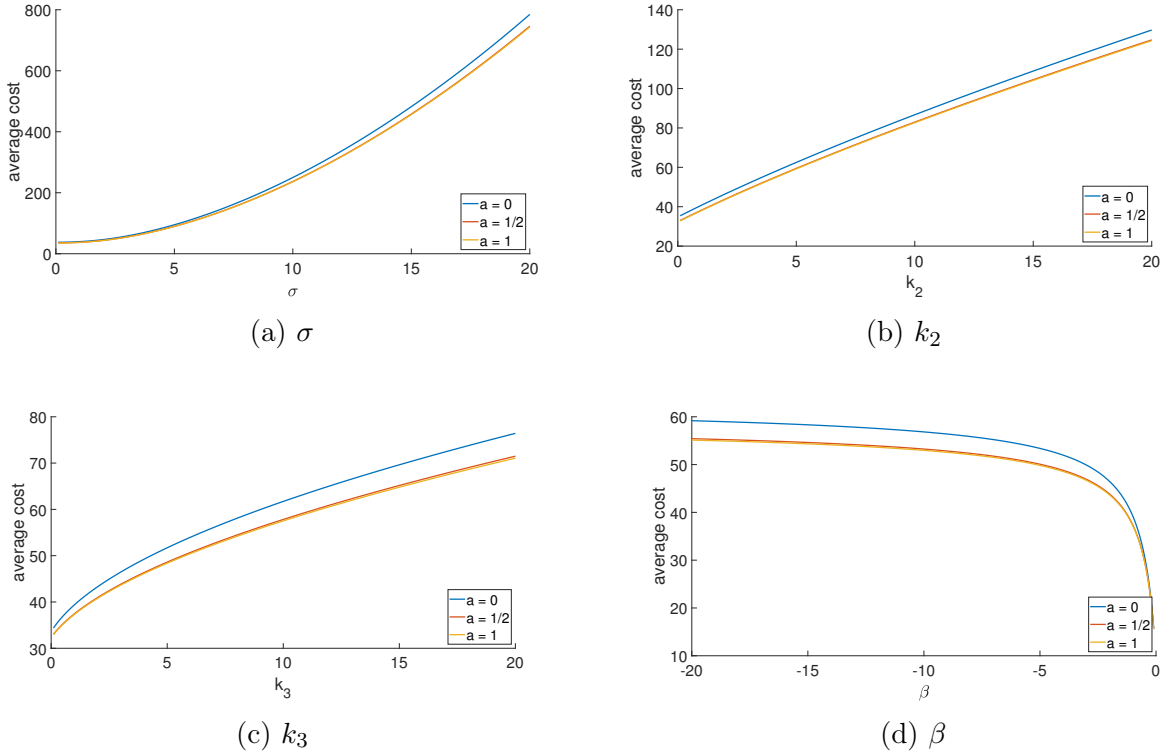 800
600
400
200
0
average cost
0 5 10 15 20
σ
a = 0
a = 1/2
a = 1
(a) σ
140
120
100
80
60
40
20
average cost
0 5 10 15 20
k2
a = 0
a = 1/2
a = 1
(b) k2
80
70
60
50
40
30
average cost
0 5 10 15 20
k3
a = 0
a = 1/2
a = 1
(c) k3
60
50
40
30
20
10
average cost
-20 -15 -10 -5 0
β
a = 0
a = 1/2
a = 1
(d) β